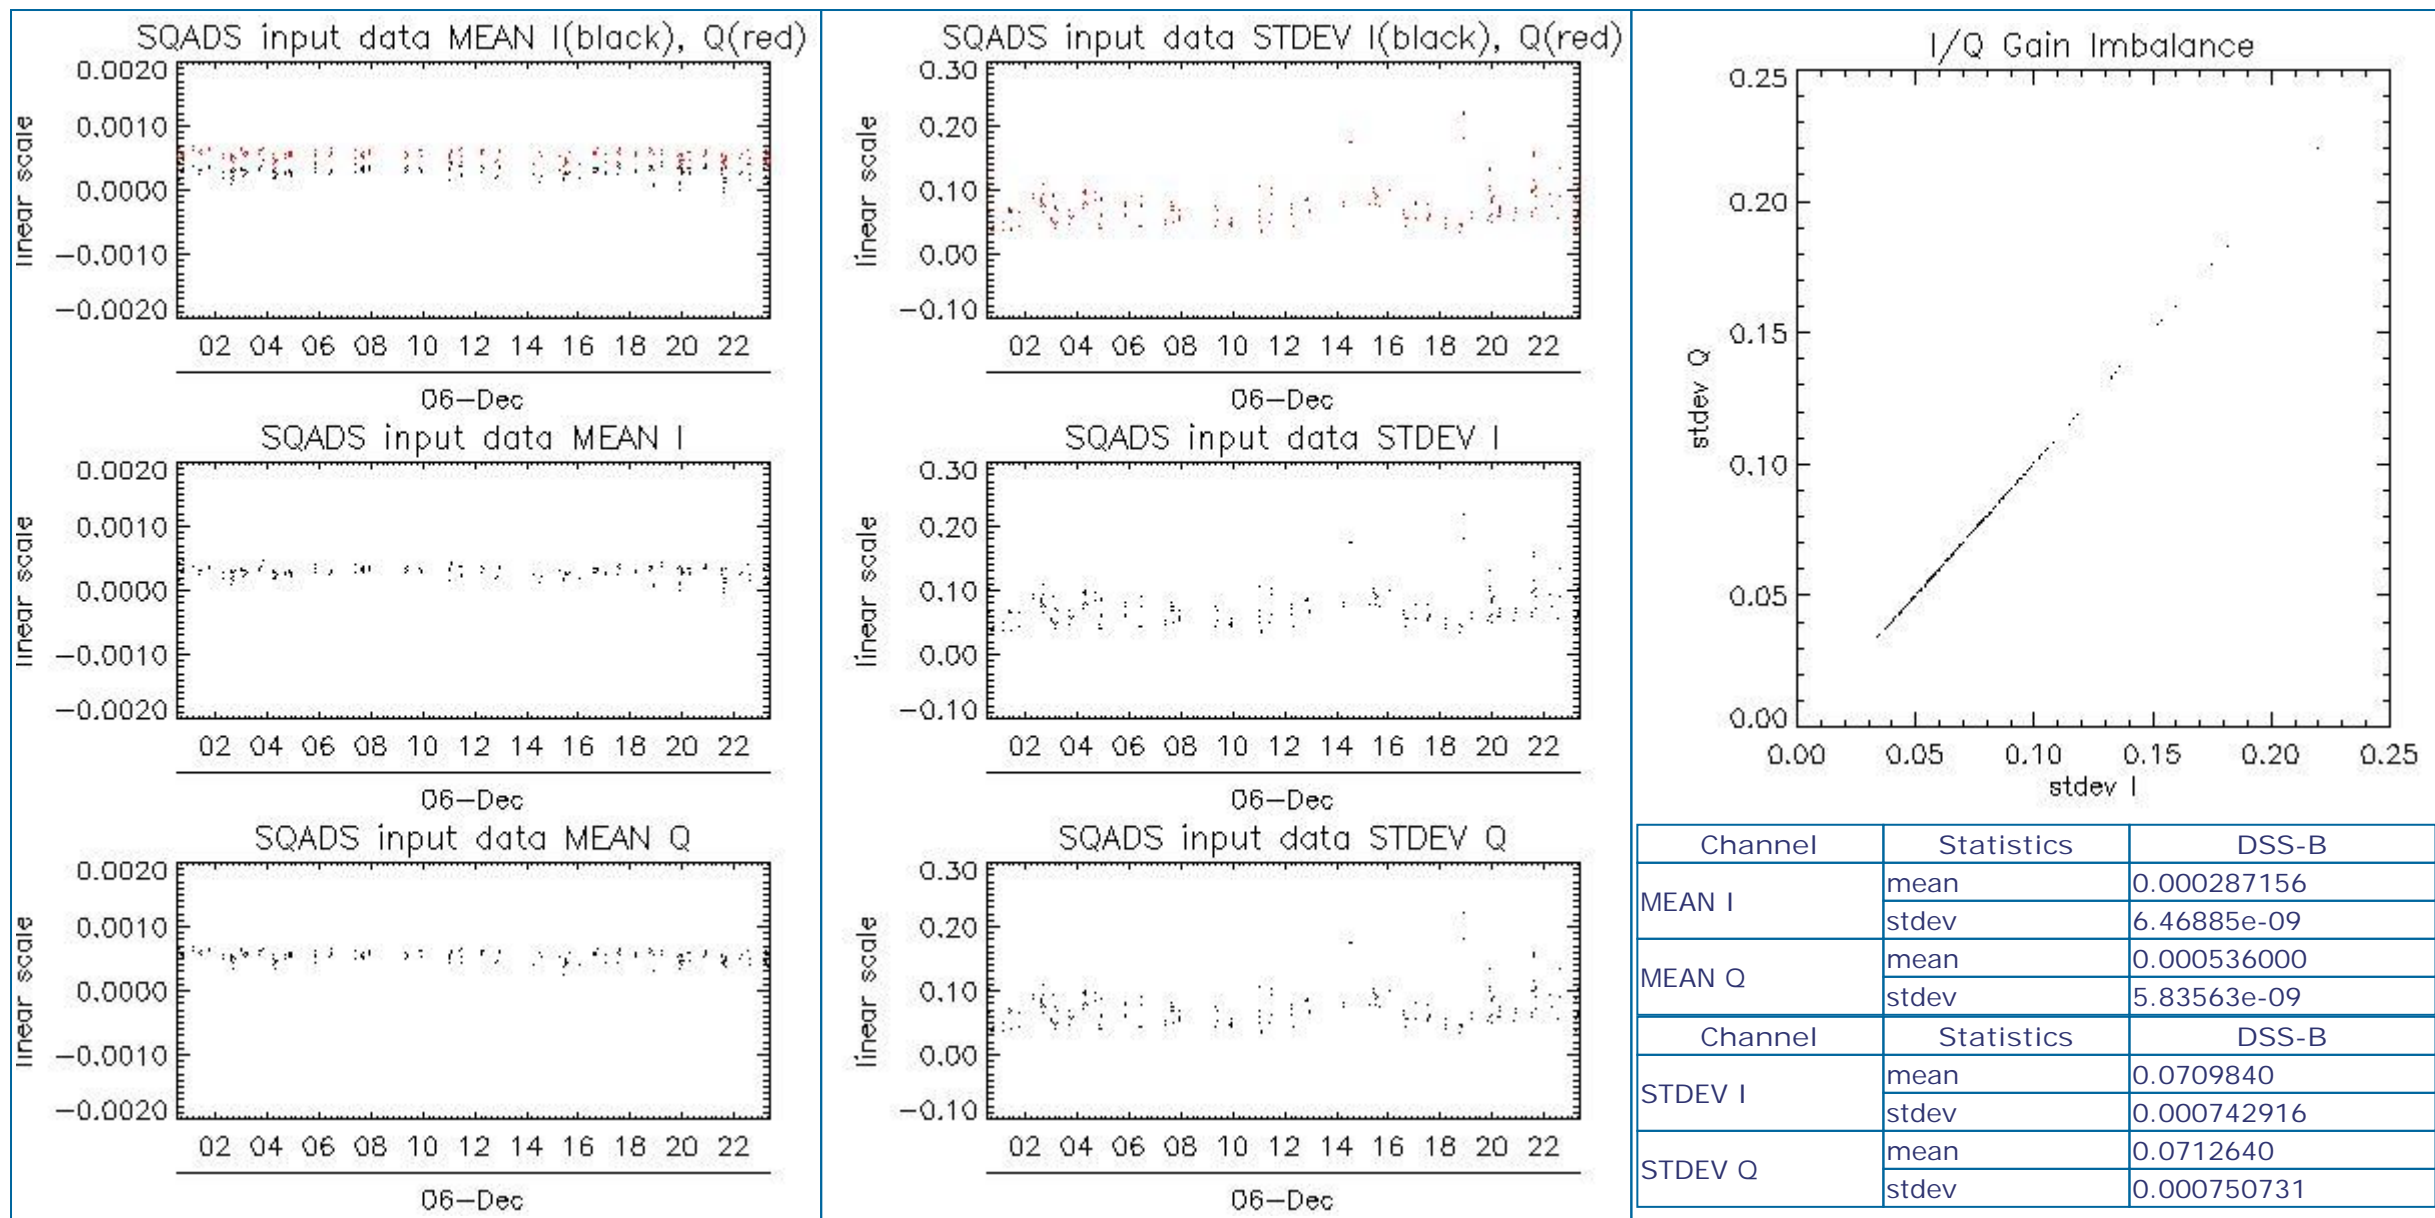 SQADS input data MEAN I(black), Q(red)
0.0020
0.0010
0.0000
−0.0010
−0.0020
linear scale
02 04 06 08 10 12 14 16 18 20 22
06−Dec
SQADS input data MEAN I
0.0020
0.0010
0.0000
−0.0010
−0.0020
linear scale
02 04 06 08 10 12 14 16 18 20 22
06−Dec
SQADS input data MEAN Q
0.0020
0.0010
0.0000
−0.0010
−0.0020
linear scale
02 04 06 08 10 12 14 16 18 20 22
06−Dec
SQADS input data STDEV I(black), Q(red)
0.30
0.20
0.10
0.00
−0.10
linear scale
02 04 06 08 10 12 14 16 18 20 22
06−Dec
SQADS input data STDEV I
0.30
0.20
0.10
0.00
−0.10
linear scale
02 04 06 08 10 12 14 16 18 20 22
06−Dec
SQADS input data STDEV Q
0.30
0.20
0.10
0.00
−0.10
linear scale
02 04 06 08 10 12 14 16 18 20 22
06−Dec
I/Q Gain Imbalance
0.25
0.20
0.15
0.10
0.05
0.00
stdev Q
0.00 0.05 0.10 0.15 0.20 0.25
stdev I
Channel Statistics DSS-B
MEAN I mean 0.000287156
stdev 6.46885e-09
MEAN Q mean 0.000536000
stdev 5.83563e-09
Channel Statistics DSS-B
STDEV I mean 0.0709840
stdev 0.000742916
STDEV Q mean 0.0712640
stdev 0.000750731